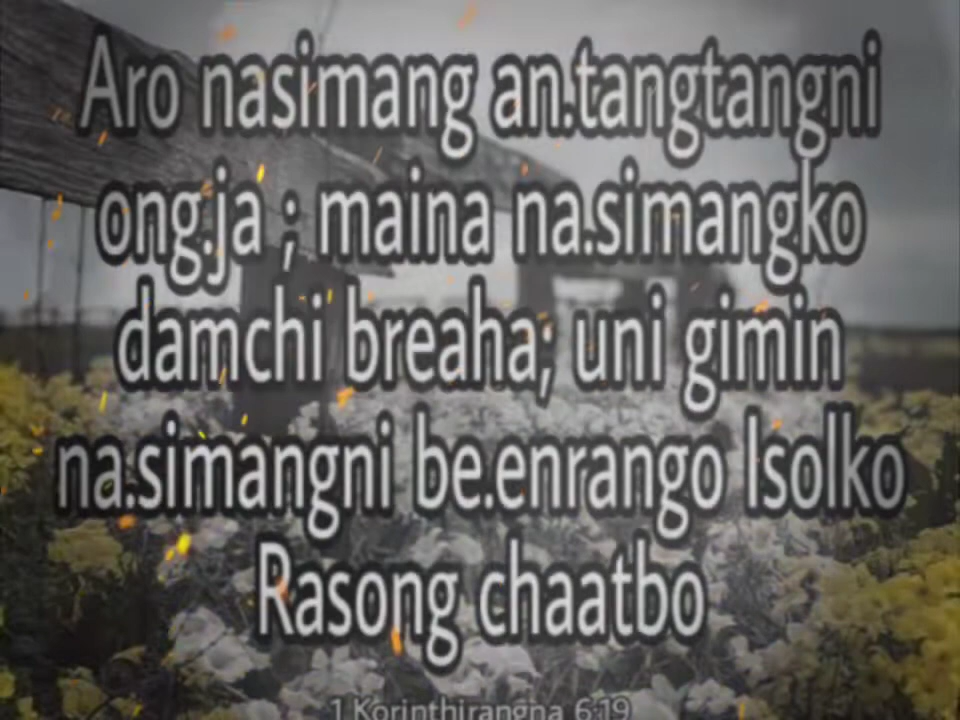 Aro nasimang an.tangtangni
ong.ja ; maina na.simangko
damchi breaha; uni gimin
na.simangni be.enrango Isolko
Rasong chaatbo
1 Korinthirangna 6:19